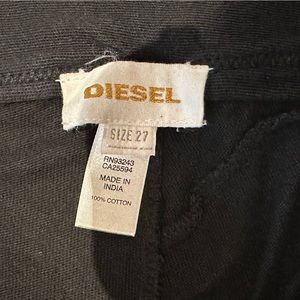 DIESEL
SIZE 27
RN93243
CA25594
MADE IN
INDIA
100% COTTON